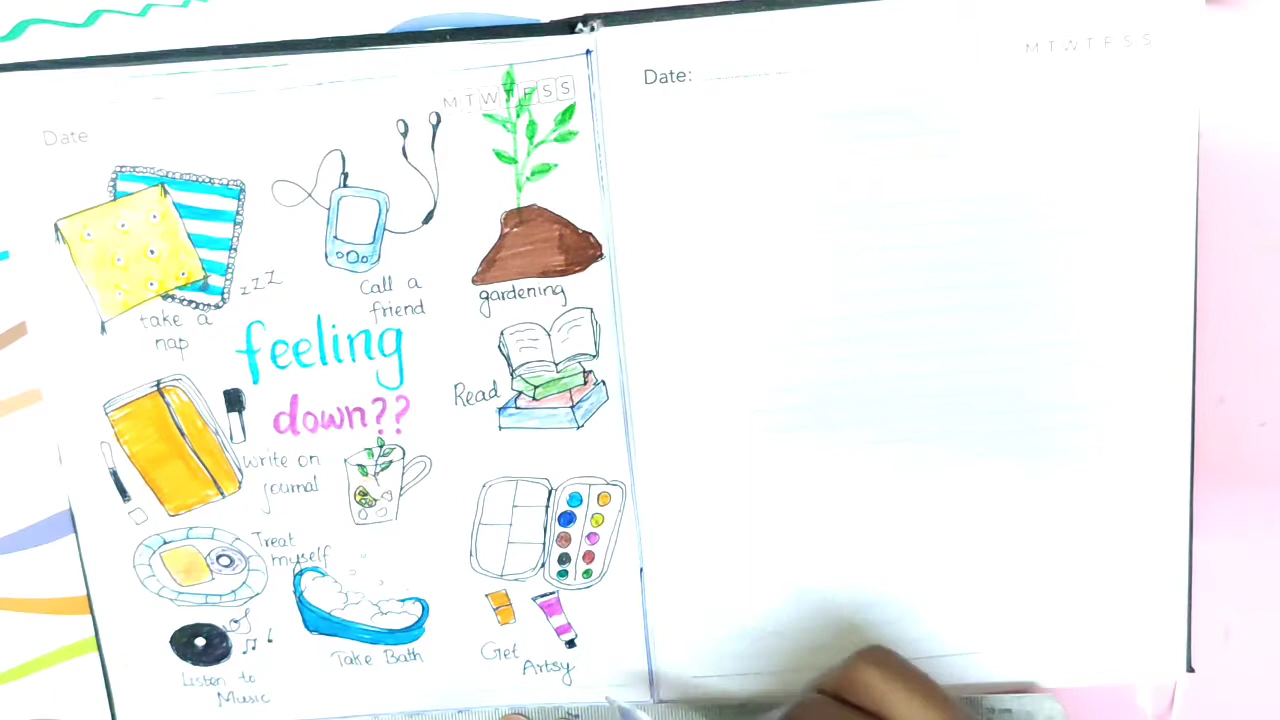 M T W T F S S
Date
zZZ
take a
nap
Call a
friend
gardening
feeling
down??
Read
write on
journal
Treat
myself
Take Bath
Listen to
Music
Get
Artsy
M T W T F S S
Date: